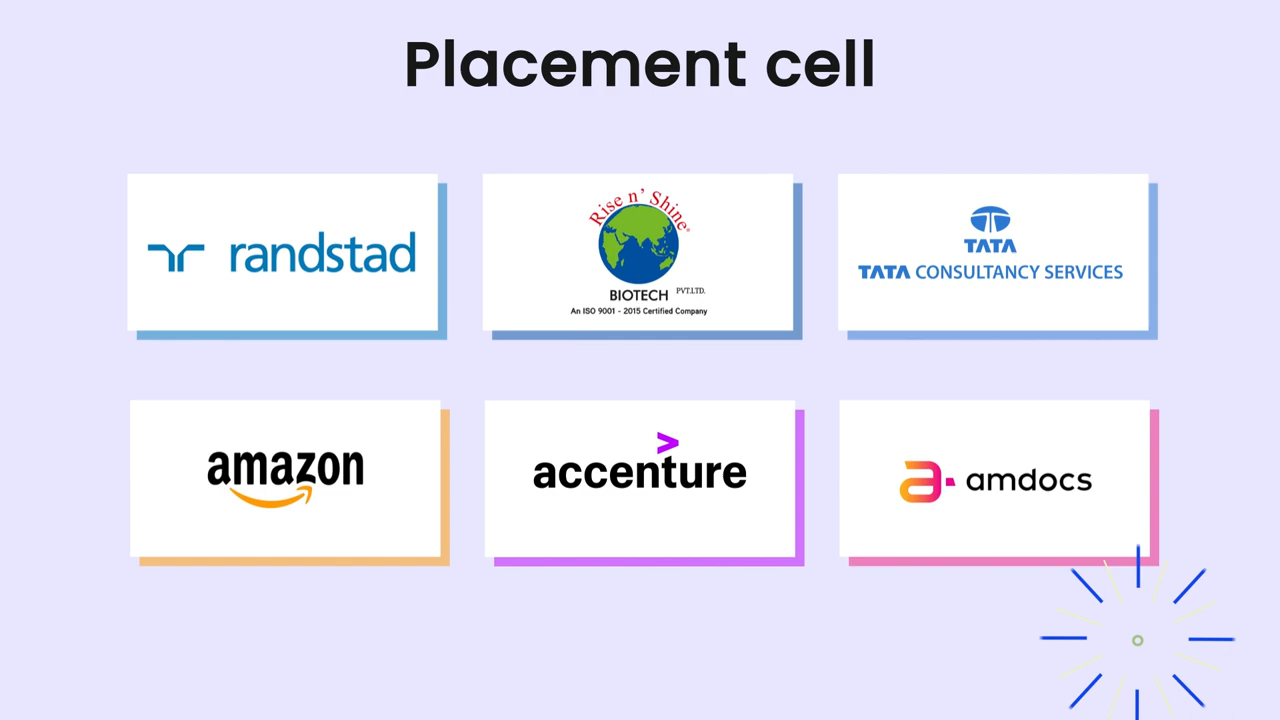 Placement cell
randstad
Rise n' Shine®
BIOTECH PVT.LTD.
An ISO 9001 - 2015 Certified Company
TATA
TATA CONSULTANCY SERVICES
amazon
accenture
amdocs